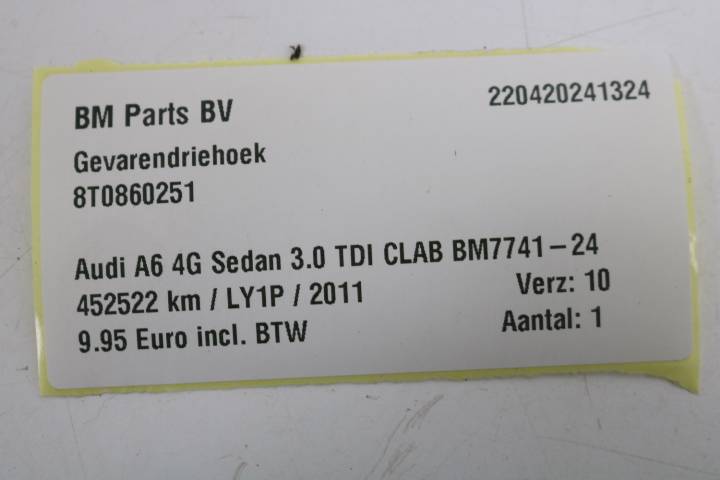 BM Parts BV
220420241324
Gevarendriehoek
8T0860251
Audi A6 4G Sedan 3.0 TDI CLAB BM7741-24
452522 km / LY1P / 2011
Verz: 10
9.95 Euro incl. BTW
Aantal: 1